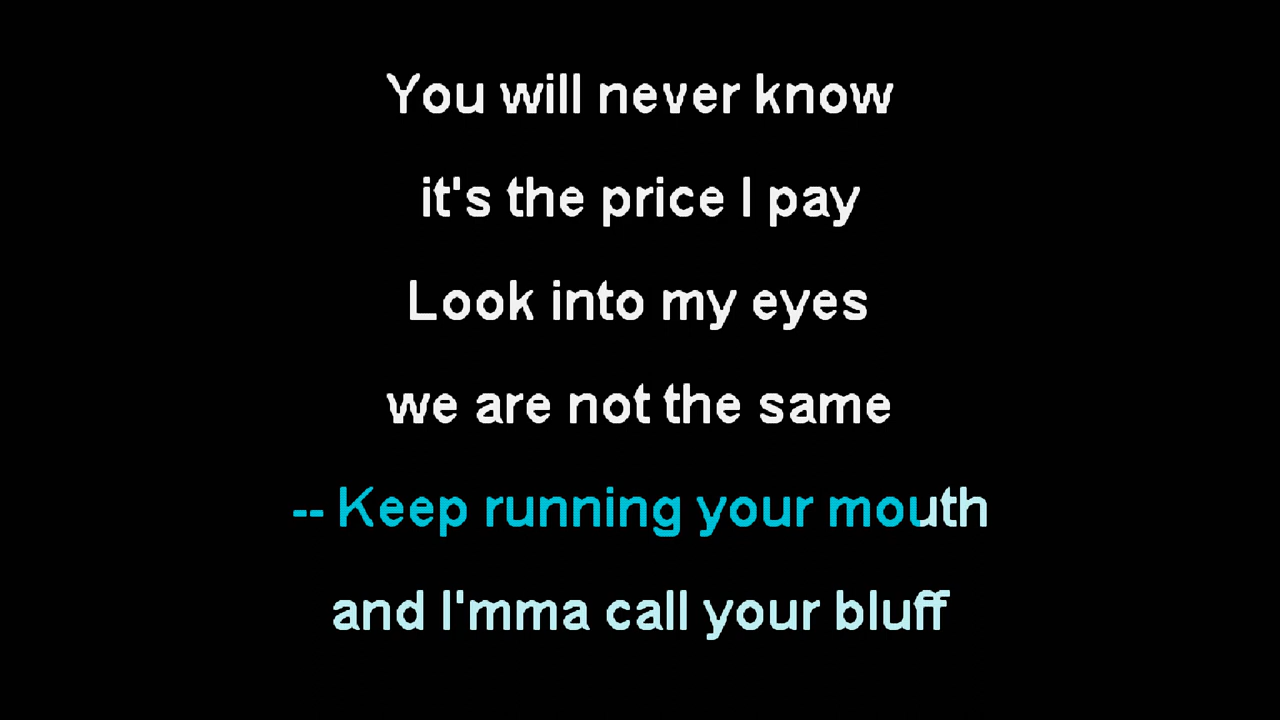 You will never know
it's the price I pay
Look into my eyes
we are not the same
-- Keep running your mouth
and I'mma call your bluff